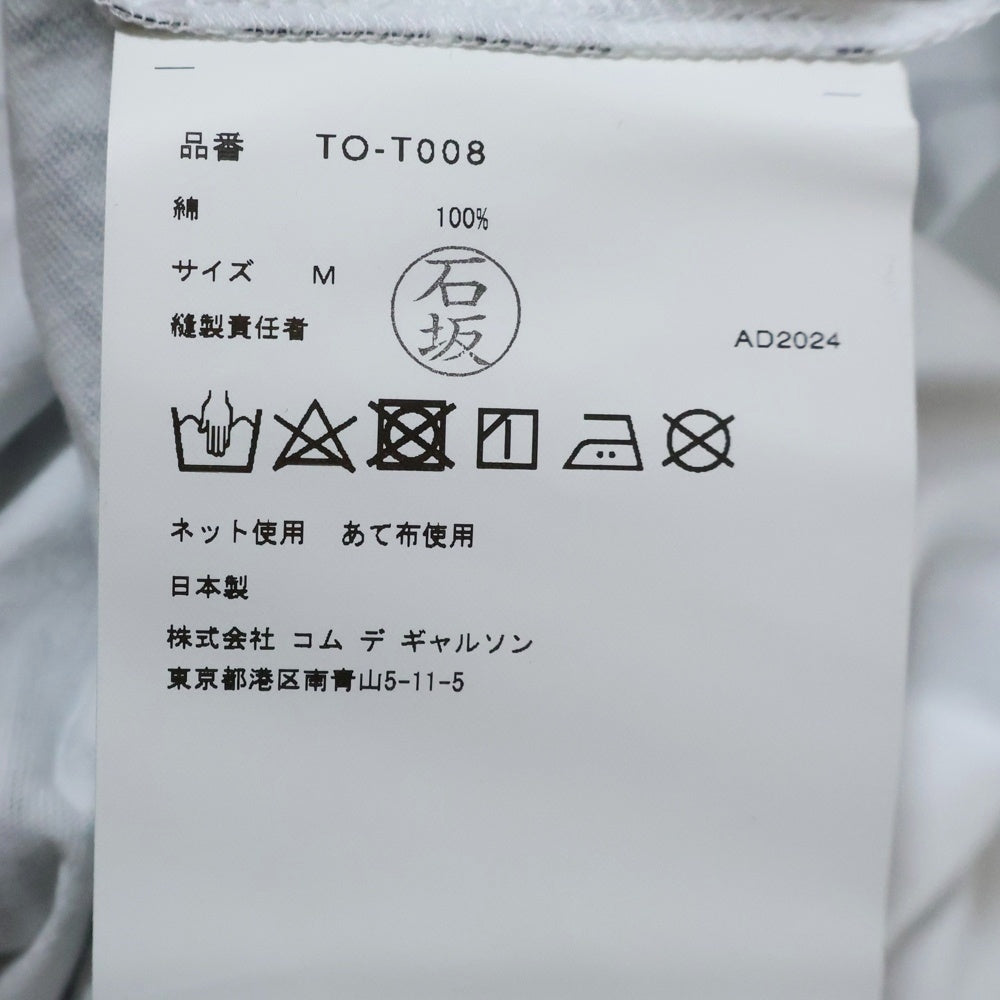 品番 TO-T008
綿 100%
サイズ M
石坂
縫製責任者
AD2024
ネット使用 あて布使用
日本製
株式会社 コム デ ギャルソン
東京都港区南青山5-11-5